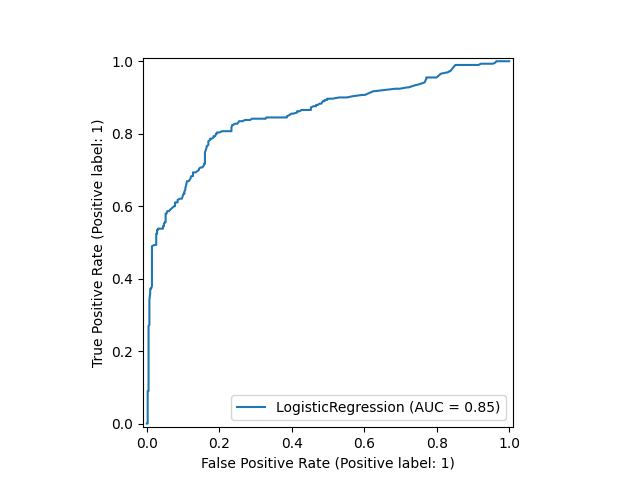 1.0
0.8
0.6
0.4
0.2
0.0
True Positive Rate (Positive label: 1)
LogisticRegression (AUC = 0.85)
0.0 0.2 0.4 0.6 0.8 1.0
False Positive Rate (Positive label: 1)